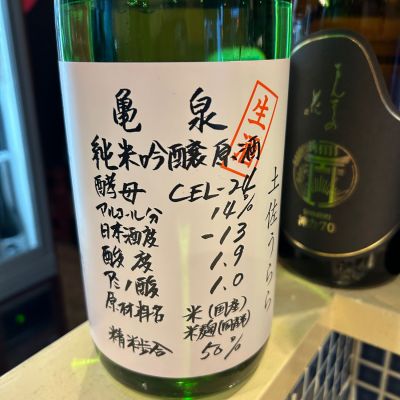 亀泉
生酒
純米吟醸原酒
酵母 CEL-24
アルコール分 14%
日本酒度 -13
酸度 1.9
アミノ酸 1.0
原材料名 米(国産)
米麹(国産米)
精米歩合 50%
土佐うらら
70